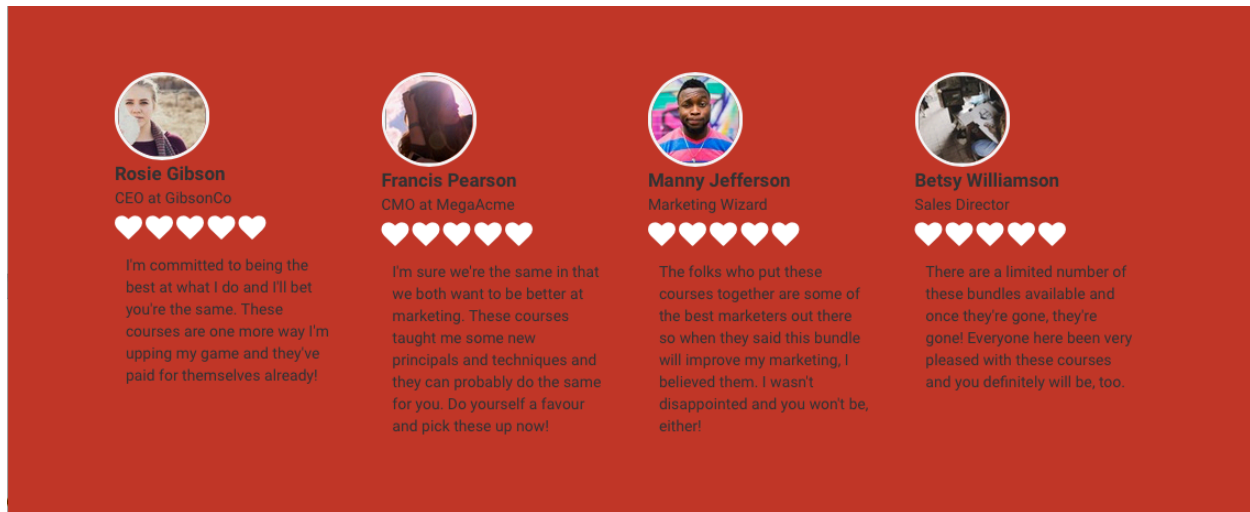 Rosie Gibson
CEO at GibsonCo
I'm committed to being the
best at what I do and I'll bet
you're the same. These
courses are one more way I'm
upping my game and they've
paid for themselves already!
Francis Pearson
CMO at MegaAcme
I'm sure we're the same in that
we both want to be better at
marketing. These courses
taught me some new
principals and techniques and
they can probably do the same
for you. Do yourself a favour
and pick these up now!
Manny Jefferson
Marketing Wizard
The folks who put these
courses together are some of
the best marketers out there
so when they said this bundle
will improve my marketing, I
believed them. I wasn't
disappointed and you won't be,
either!
Betsy Williamson
Sales Director
There are a limited number of
these bundles available and
once they're gone, they're
gone! Everyone here been very
pleased with these courses
and you definitely will be, too.